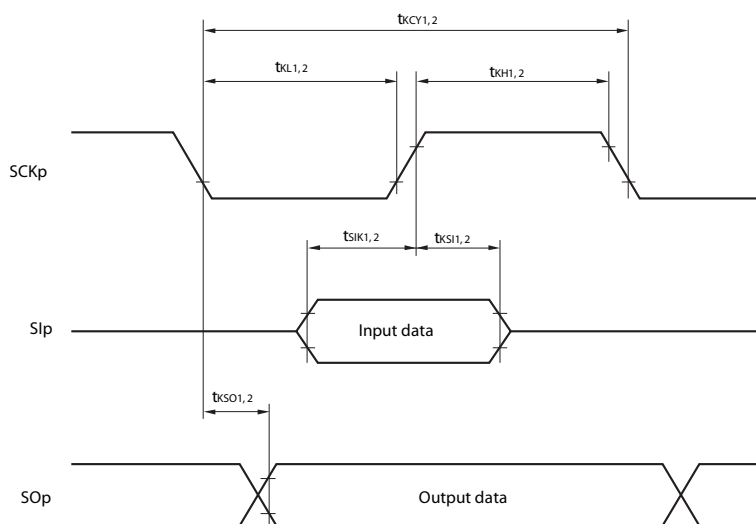 tKCY1, 2
tKL1, 2
tKH1, 2
SCKp
tSIK1, 2
tKSI1, 2
SIp
Input data
tKSO1, 2
SOp
Output data